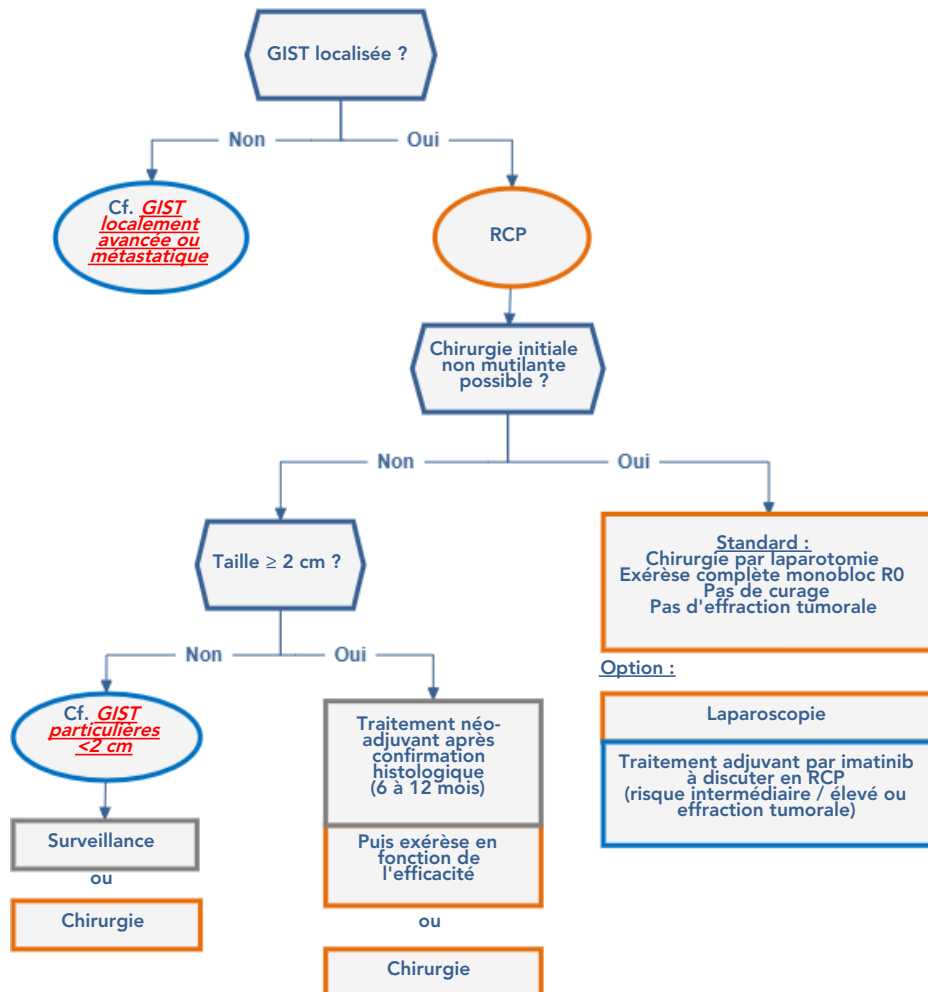 GIST localisée ?
Non
Oui
Cf. GIST
localement
avancée ou
métastatique
RCP
Chirurgie initiale
non mutilante
possible ?
Non
Oui
Taille ≥ 2 cm ?
Standard :
Chirurgie par laparotomie
Exérèse complète monobloc R0
Pas de curage
Pas d'effraction tumorale
Non
Oui
Option :
Cf. GIST
particulières
<2 cm
Traitement néo-
adjuvant après
confirmation
histologique
(6 à 12 mois)
Laparoscopie
Traitement adjuvant par imatinib
à discuter en RCP
(risque intermédiaire / élevé ou
effraction tumorale)
Surveillance
ou
Chirurgie
Puis exérèse en
fonction de
l'efficacité
ou
Chirurgie